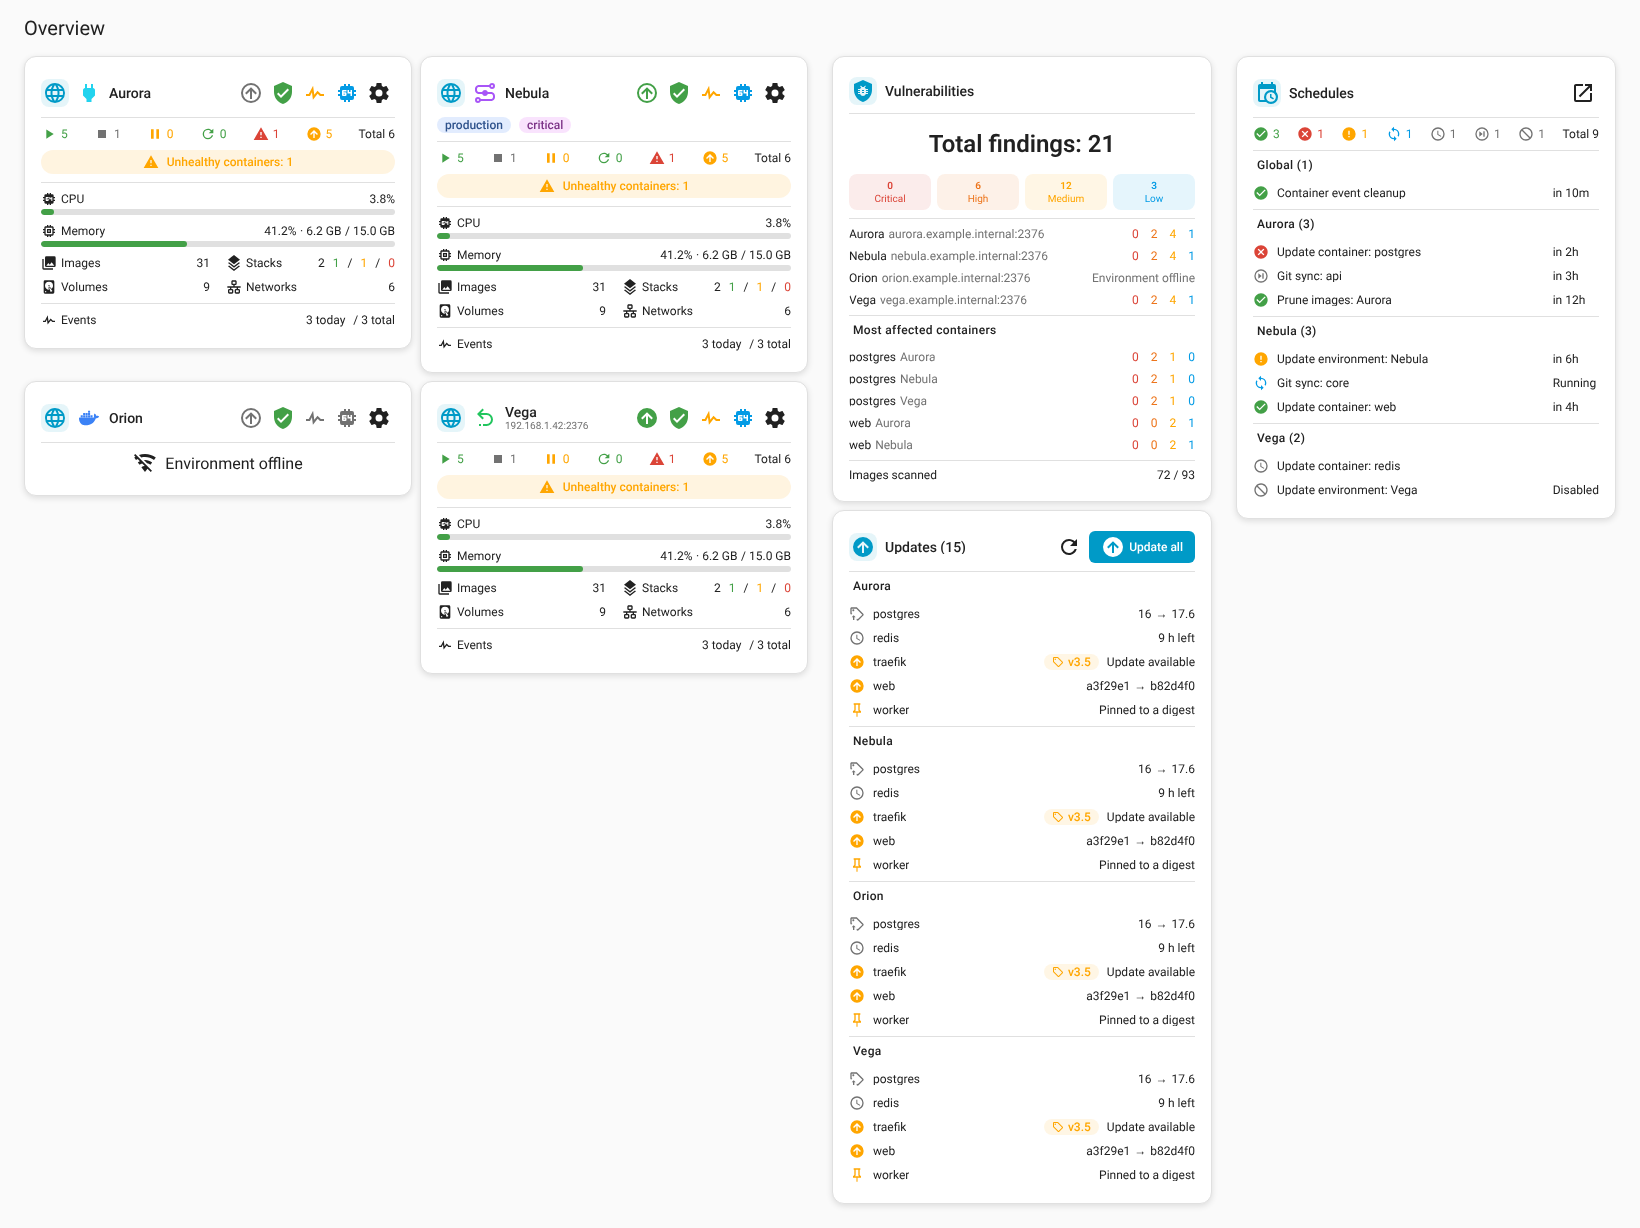 Overview
Aurora
5 1 0 0 1 5 Total 6
Unhealthy containers: 1
CPU 3.8%
Memory 41.2% · 6.2 GB / 15.0 GB
Images 31 Stacks 2 1 / 1 / 0
Volumes 9 Networks 6
Events 3 today / 3 total
Orion
Environment offline
Nebula
production critical
5 1 0 0 1 5 Total 6
Unhealthy containers: 1
CPU 3.8%
Memory 41.2% · 6.2 GB / 15.0 GB
Images 31 Stacks 2 1 / 1 / 0
Volumes 9 Networks 6
Events 3 today / 3 total
Vega
192.168.1.42:2376
5 1 0 0 1 5 Total 6
Unhealthy containers: 1
CPU 3.8%
Memory 41.2% · 6.2 GB / 15.0 GB
Images 31 Stacks 2 1 / 1 / 0
Volumes 9 Networks 6
Events 3 today / 3 total
Vulnerabilities
Total findings: 21
0 6 12 3
Critical High Medium Low
Aurora aurora.example.internal:2376 0 2 4 1
Nebula nebula.example.internal:2376 0 2 4 1
Orion orion.example.internal:2376 Environment offline
Vega vega.example.internal:2376 0 2 4 1
Most affected containers
postgres Aurora 0 2 1 0
postgres Nebula 0 2 1 0
postgres Vega 0 2 1 0
web Aurora 0 0 2 1
web Nebula 0 0 2 1
Images scanned 72 / 93
Updates (15) Update all
Aurora
postgres 16 → 17.6
redis 9 h left
traefik v3.5 Update available
web a3f29e1 → b82d4f0
worker Pinned to a digest
Nebula
postgres 16 → 17.6
redis 9 h left
traefik v3.5 Update available
web a3f29e1 → b82d4f0
worker Pinned to a digest
Orion
postgres 16 → 17.6
redis 9 h left
traefik v3.5 Update available
web a3f29e1 → b82d4f0
worker Pinned to a digest
Vega
postgres 16 → 17.6
redis 9 h left
traefik v3.5 Update available
web a3f29e1 → b82d4f0
worker Pinned to a digest
Schedules
3 1 1 1 1 1 1 Total 9
Global (1)
Container event cleanup in 10m
Aurora (3)
Update container: postgres in 2h
Git sync: api in 3h
Prune images: Aurora in 12h
Nebula (3)
Update environment: Nebula in 6h
Git sync: core Running
Update container: web in 4h
Vega (2)
Update container: redis
Update environment: Vega Disabled